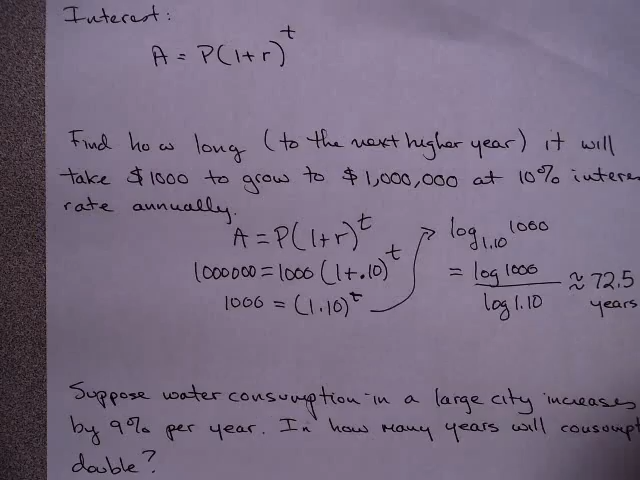 Interest:
A = P(1+r)^t
Find how long (to the next higher year) it will
take $1000 to grow to $1,000,000 at 10%
rate annually.
A = P(1+r)^t
1000000 = 1000 (1+.10)^t
1000 = (1.10)^t
log_1.10 1000
= log 1000 / log 1.10 ≈ 72.5
years
Suppose water consumption in a large city increases
by 9% per year. In how many years will
double?